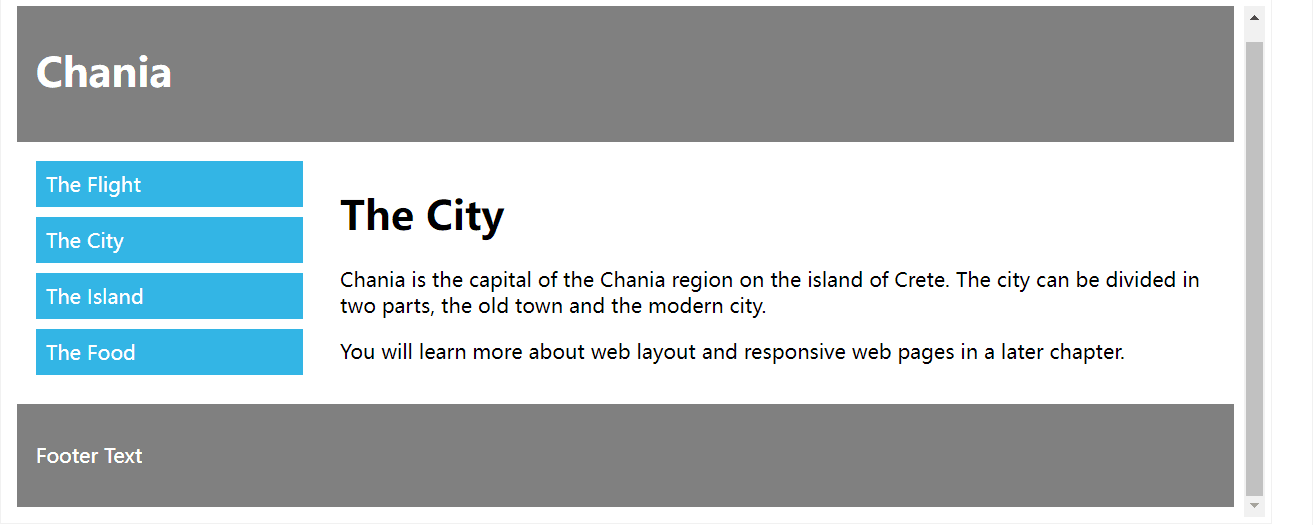 Chania
The Flight
The City
The Island
The Food
The City
Chania is the capital of the Chania region on the island of Crete. The city can be divided in
two parts, the old town and the modern city.
You will learn more about web layout and responsive web pages in a later chapter.
Footer Text